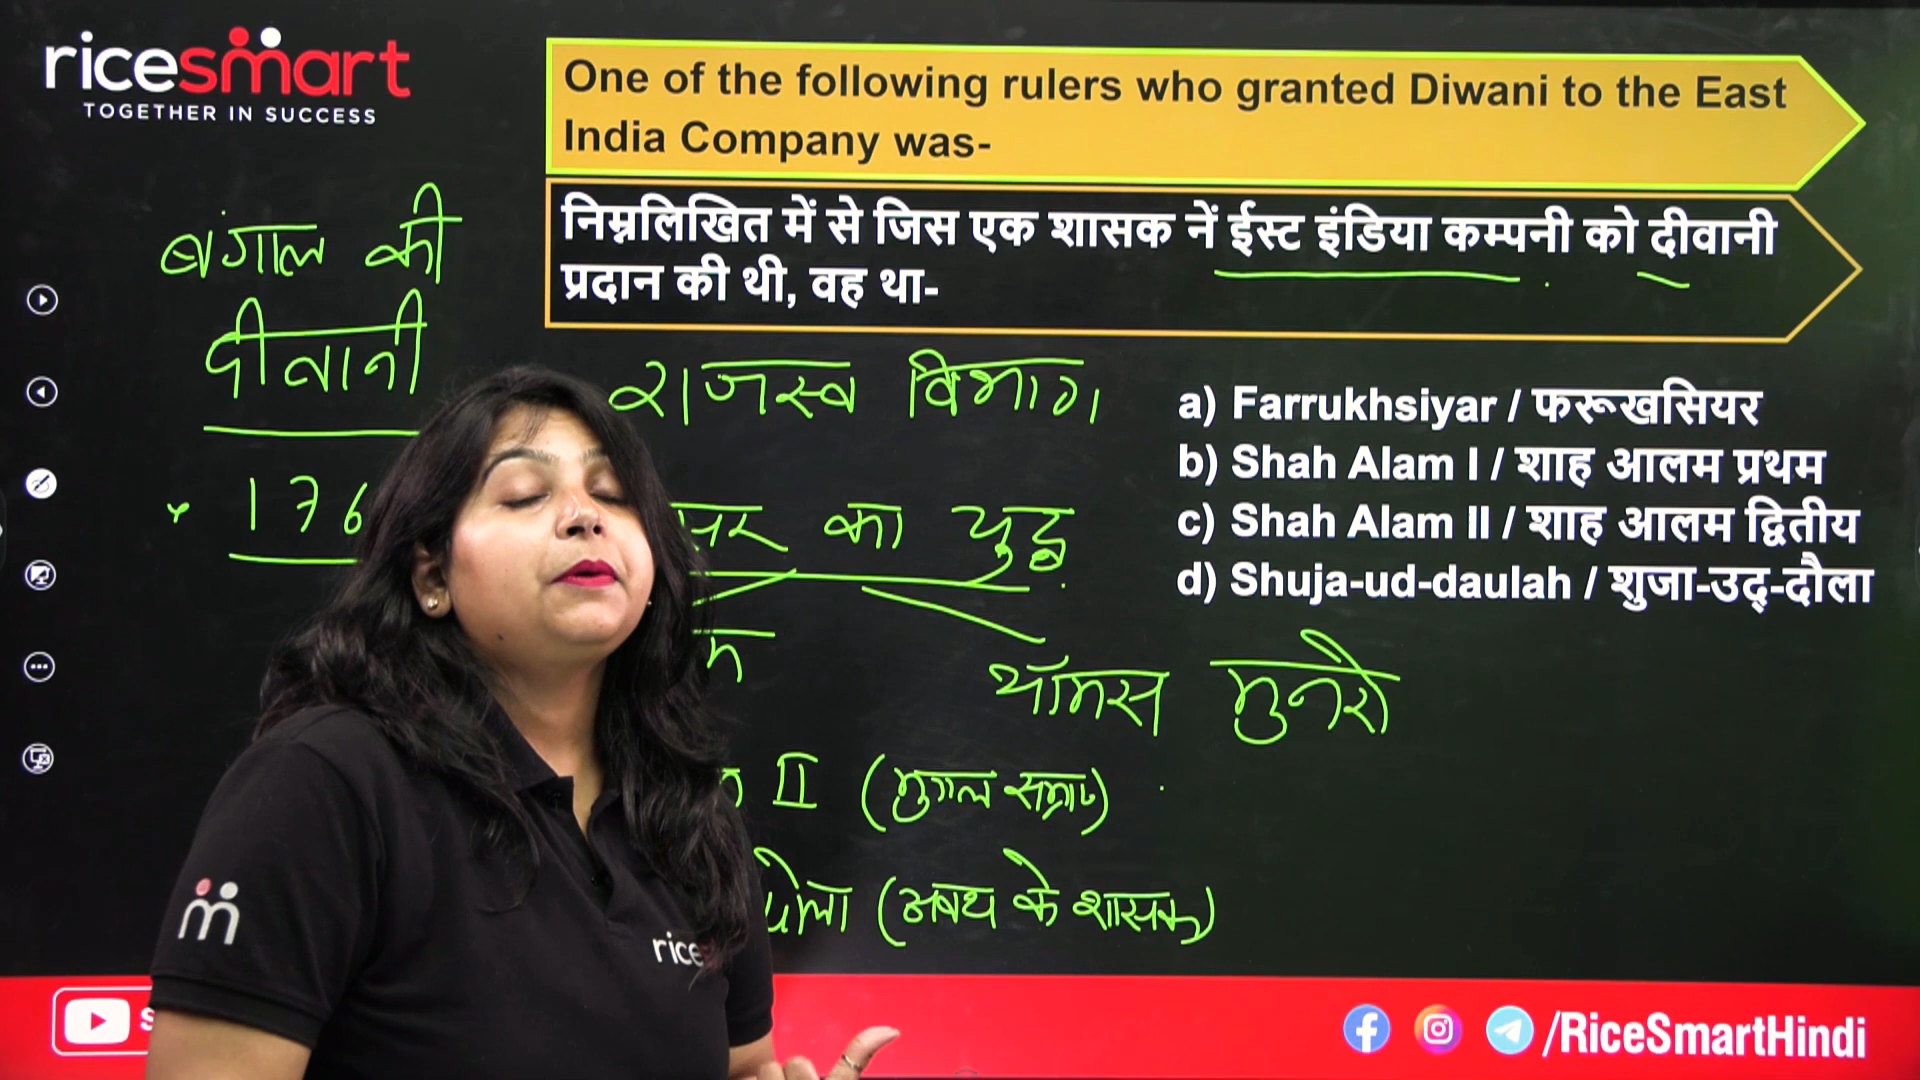 ricesmart
TOGETHER IN SUCCESS
One of the following rulers who granted Diwani to the East
India Company was-
निम्नलिखित में से जिस एक शासक नें ईस्ट इंडिया कम्पनी को दीवानी
प्रदान की थी, वह था-
बंगाल की
दीवानी
176
राजस्व विभाग
a) Farrukhsiyar / फरूखसियर
b) Shah Alam I / शाह आलम प्रथम
c) Shah Alam II / शाह आलम द्वितीय
d) Shuja-ud-daulah / शुजा-उद्-दौला
का युद्ध
थॉमस मुनरो
II (मुगल सम्राट)
(अवध के शासक)
rice
/RiceSmartHindi